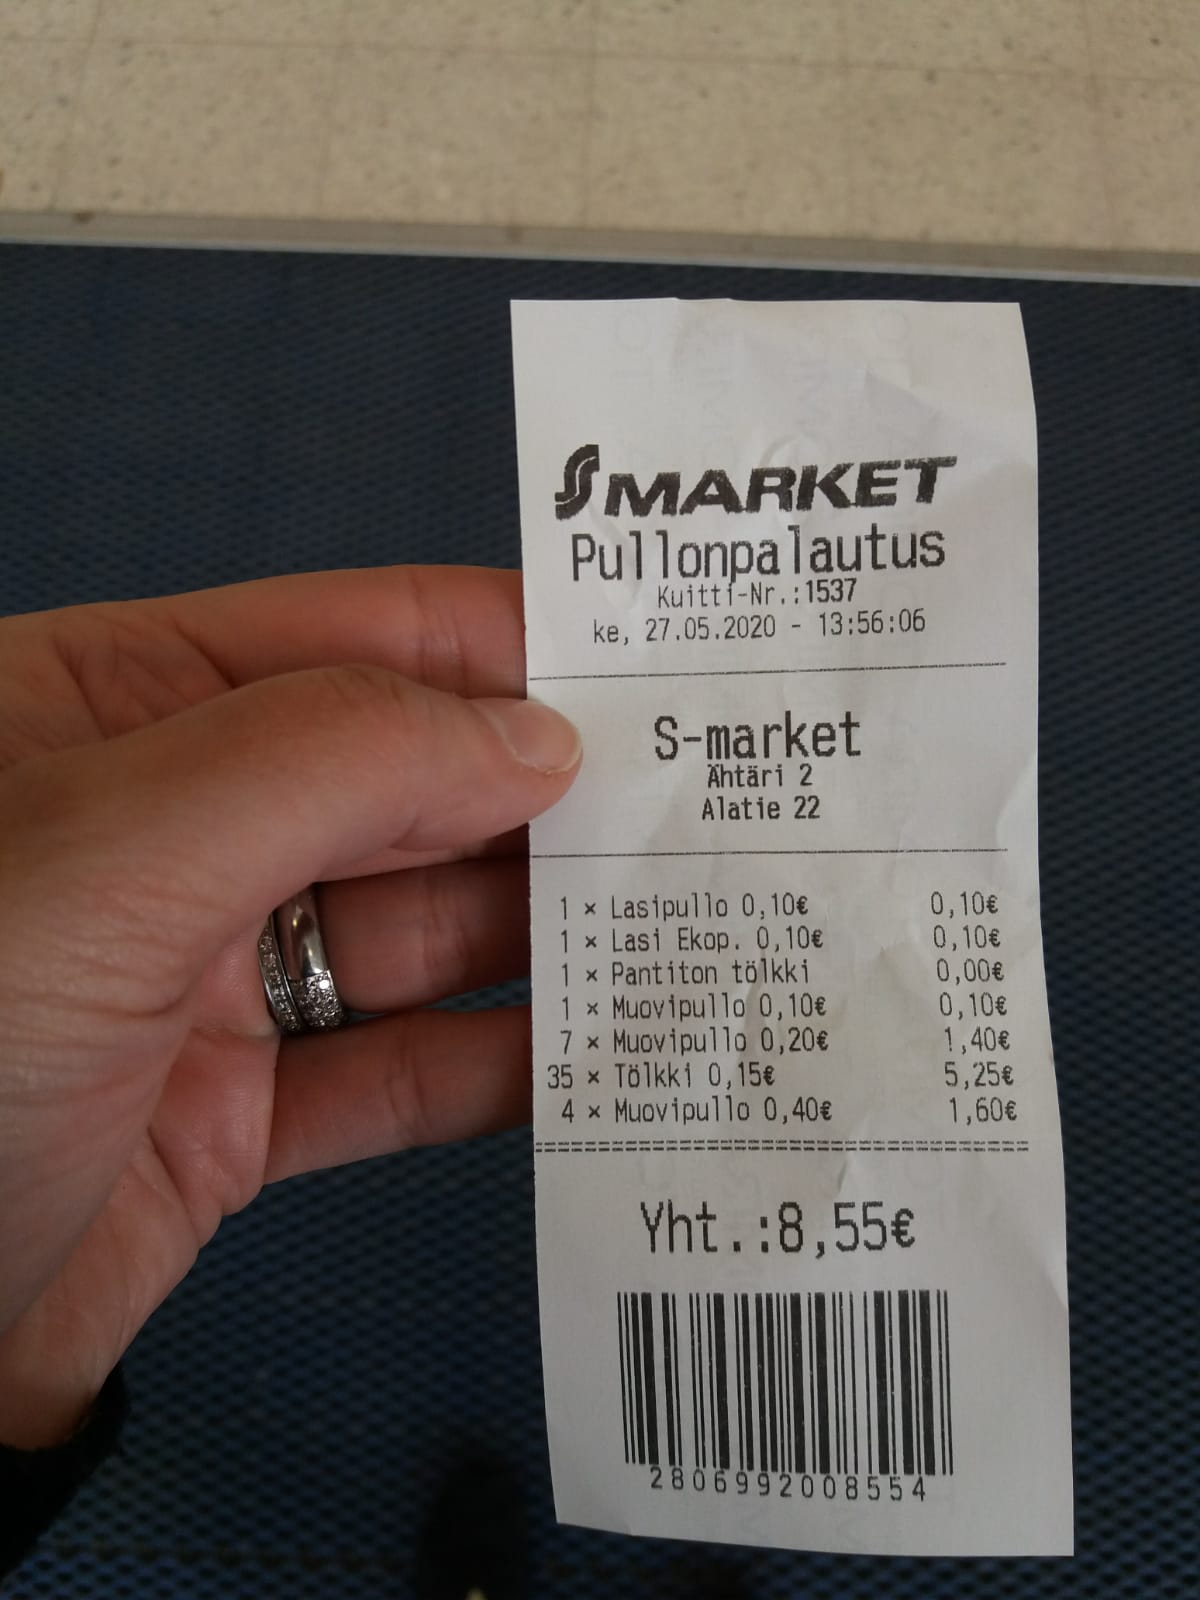 S MARKET
Pullonpalautus
Kuitti-Nr.:1537
ke, 27.05.2020 - 13:56:06
S-market
Ähtäri 2
Alatie 22
1 × Lasipullo 0,10€ 0,10€
1 × Lasi Ekop. 0,10€ 0,10€
1 × Pantiton tölkki 0,00€
1 × Muovipullo 0,10€ 0,10€
7 × Muovipullo 0,20€ 1,40€
35 × Tölkki 0,15€ 5,25€
4 × Muovipullo 0,40€ 1,60€
Yht.:8,55€
2806992008554